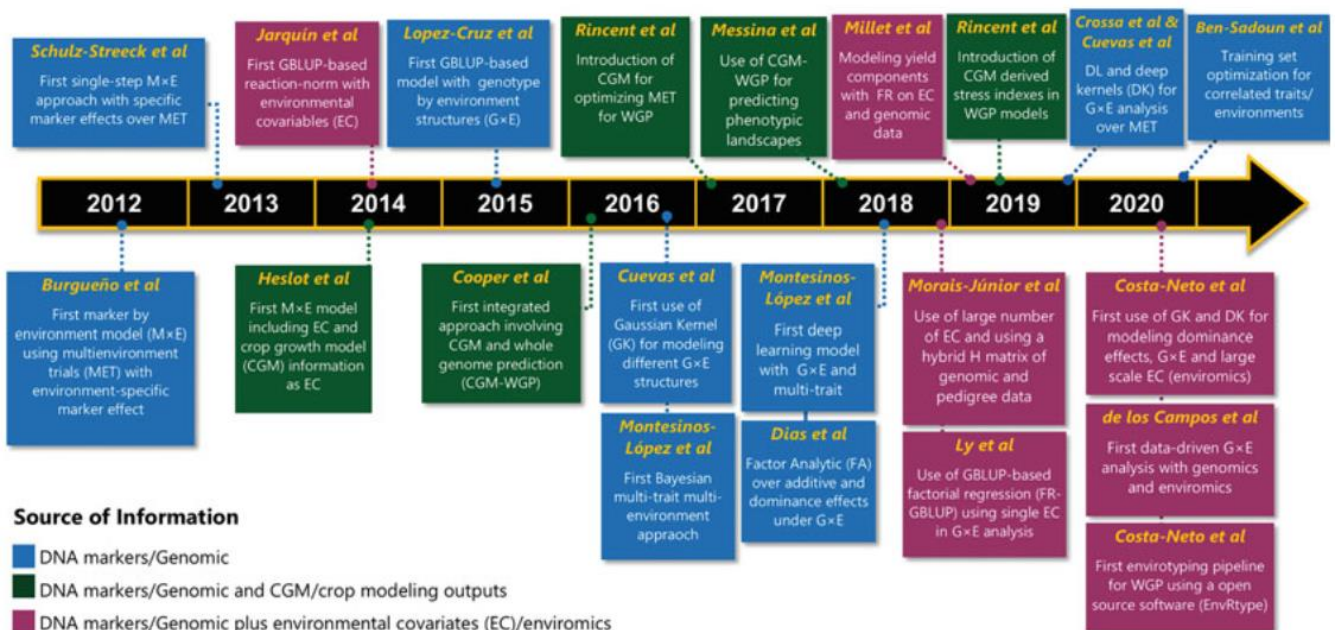 Schulz-Streeck et al
First single-step M×E
approach with specific
marker effects over MET
Jarquín et al
First GBLUP-based
reaction-norm with
environmental
covariables (EC)
Lopez-Cruz et al
First GBLUP-based
model with genotype
by environment
structures (G×E)
Rincent et al
Introduction of
CGM for
optimizing MET
for WGP
Messina et al
Use of CGM-
WGP for
predicting
phenotypic
landscapes
Millet et al
Modeling yield
components
with FR on EC
and genomic
data
Rincent et al
Introduction of
CGM derived
stress indexes in
WGP models
Crossa et al &
Cuevas et al
DL and deep
kernels (DK) for
G×E analysis
over MET
Ben-Sadoun et al
Training set
optimization for
correlated traits/
environments
2012
2013
2014
2015
2016
2017
2018
2019
2020
Burgueño et al
First marker by
environment model (M×E)
using multienvironment
trials (MET) with
environment-specific
marker effect
Heslot et al
First M×E model
including EC and
crop growth model
(CGM) information
as EC
Cooper et al
First integrated
approach involving
CGM and whole
genome prediction
(CGM-WGP)
Cuevas et al
First use of
Gaussian Kernel
(GK) for modeling
different G×E
structures
Montesinos-
López et al
First Bayesian
multi-trait multi-
environment
appraoch
Montesinos-
López et al
First deep
learning model
with G×E and
multi-trait
Dias et al
Factor Analytic (FA)
over additive and
dominance effects
under G×E
Morais-Júnior et al
Use of large number
of EC and using a
hybrid H matrix of
genomic and
pedigree data
Ly et al
Use of GBLUP-based
factorial regression (FR-
GBLUP) using single EC
in G×E analysis
Costa-Neto et al
First use of GK and DK for
modeling dominance
effects, G×E and large
scale EC (enviromics)
de los Campos et al
First data-driven G×E
analysis with genomics
and enviromics
Costa-Neto et al
First envirotyping pipeline
for WGP using a open
source software (EnvRtype)
Source of Information
DNA markers/Genomic
DNA markers/Genomic and CGM/crop modeling outputs
DNA markers/Genomic plus environmental covariates (EC)/enviromics